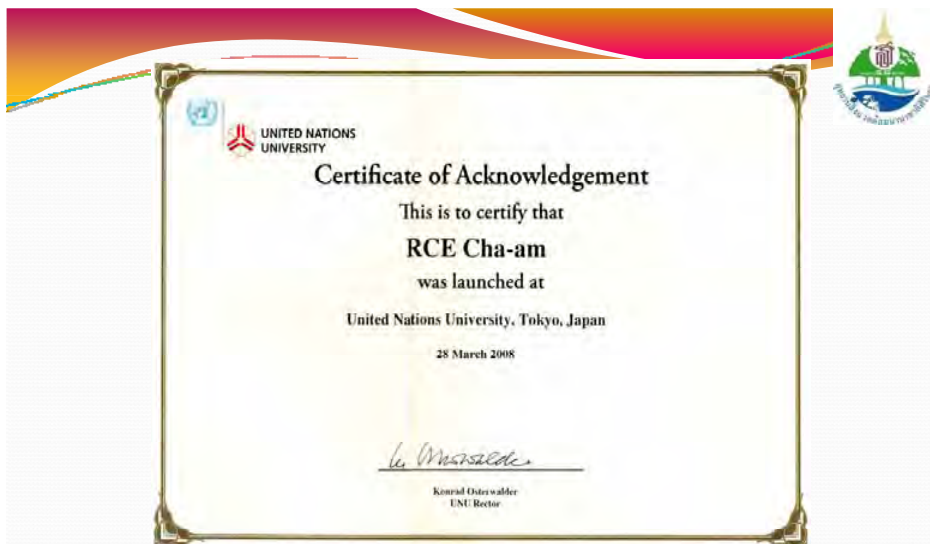 UNITED NATIONS
UNIVERSITY
Certificate of Acknowledgement
This is to certify that
RCE Cha-am
was launched at
United Nations University, Tokyo, Japan
28 March 2008
Konrad Osterwalder
UNU Rector